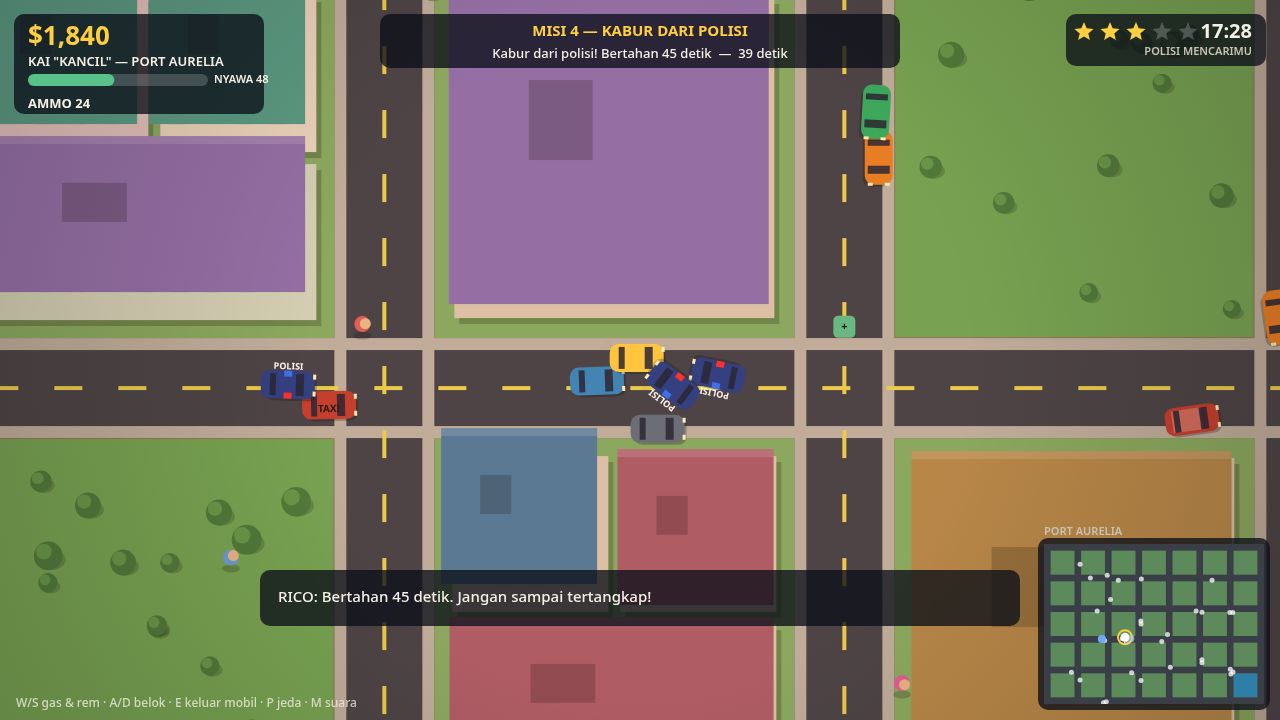 $1,840
KAI "KANCIL" — PORT AURELIA
NYAWA 48
AMMO 24
MISI 4 — KABUR DARI POLISI
Kabur dari polisi! Bertahan 45 detik — 39 detik
17:28
POLISI MENCARIMU
POLISI
TAXI
POLISI
POLISI
RICO: Bertahan 45 detik. Jangan sampai tertangkap!
PORT AURELIA
W/S gas & rem · A/D belok · E keluar mobil · P jeda · M suara